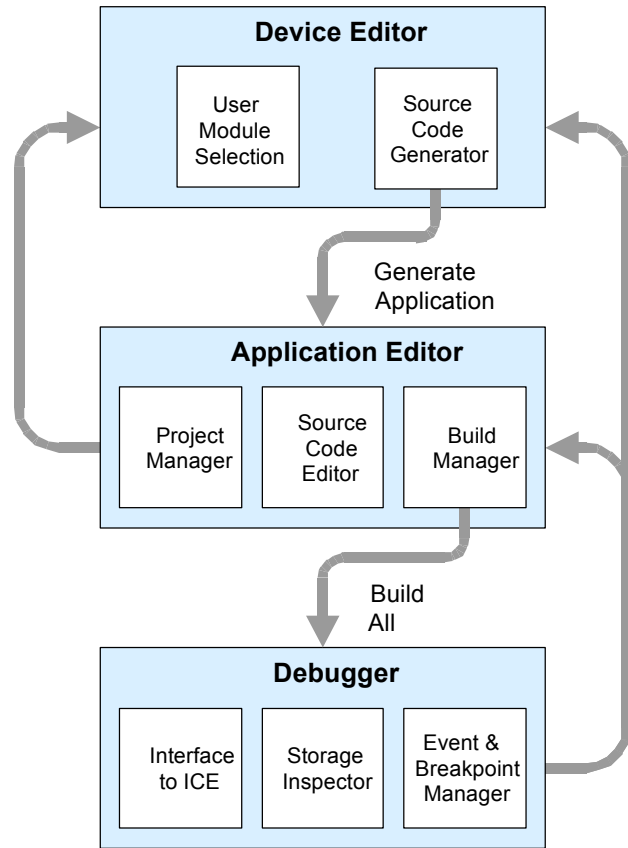 Device Editor
User
Module
Selection
Source
Code
Generator
Generate
Application
Application Editor
Project
Manager
Source
Code
Editor
Build
Manager
Build
All
Debugger
Interface
to ICE
Storage
Inspector
Event &
Breakpoint
Manager